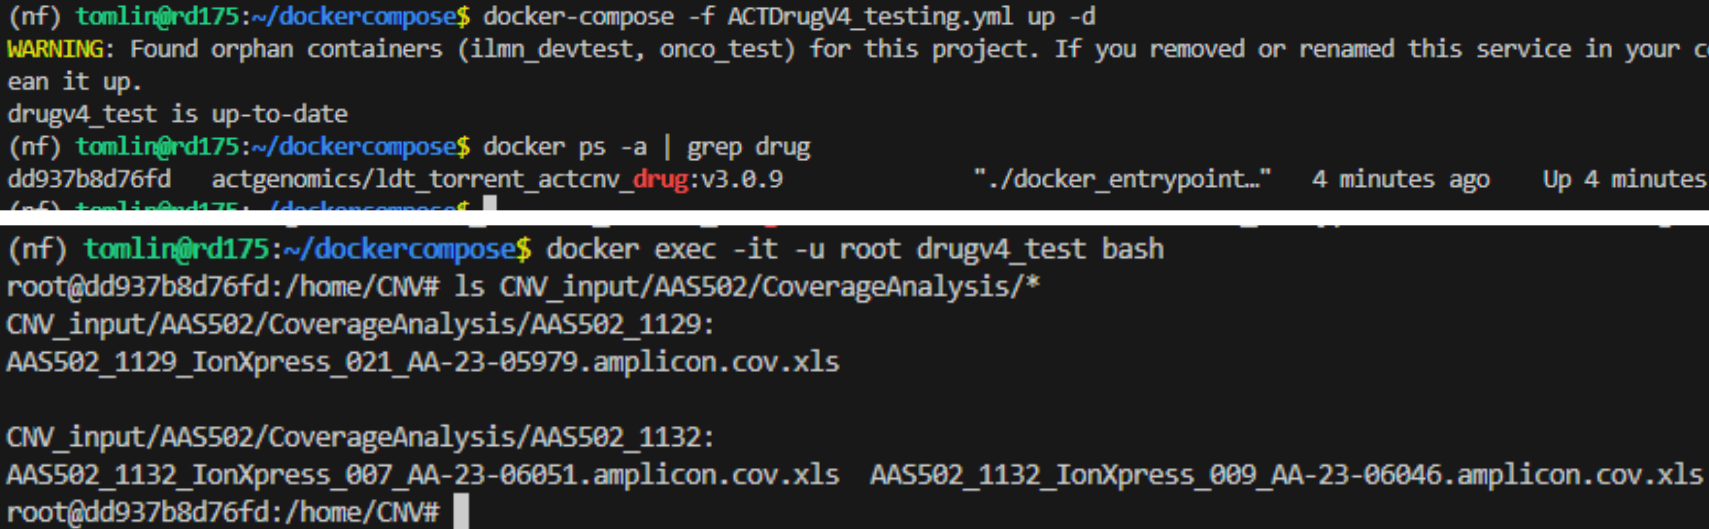 (nf) tomlin@rd175:~/dockercompose$ docker-compose -f ACTDrugV4_testing.yml up -d
WARNING: Found orphan containers (ilmn_devtest, onco_test) for this project. If you removed or renamed this service in your c
ean it up.
drugv4_test is up-to-date
(nf) tomlin@rd175:~/dockercompose$ docker ps -a | grep drug
dd937b8d76fd   actgenomics/ldt_torrent_actcnv_drug:v3.0.9   "./docker_entrypoint…"   4 minutes ago   Up 4 minutes
(nf) tomlin@rd175:~/dockercompose$
(nf) tomlin@rd175:~/dockercompose$ docker exec -it -u root drugv4_test bash
root@dd937b8d76fd:/home/CNV# ls CNV_input/AAS502/CoverageAnalysis/*
CNV_input/AAS502/CoverageAnalysis/AAS502_1129:
AAS502_1129_IonXpress_021_AA-23-05979.amplicon.cov.xls
CNV_input/AAS502/CoverageAnalysis/AAS502_1132:
AAS502_1132_IonXpress_007_AA-23-06051.amplicon.cov.xls  AAS502_1132_IonXpress_009_AA-23-06046.amplicon.cov.xls
root@dd937b8d76fd:/home/CNV#